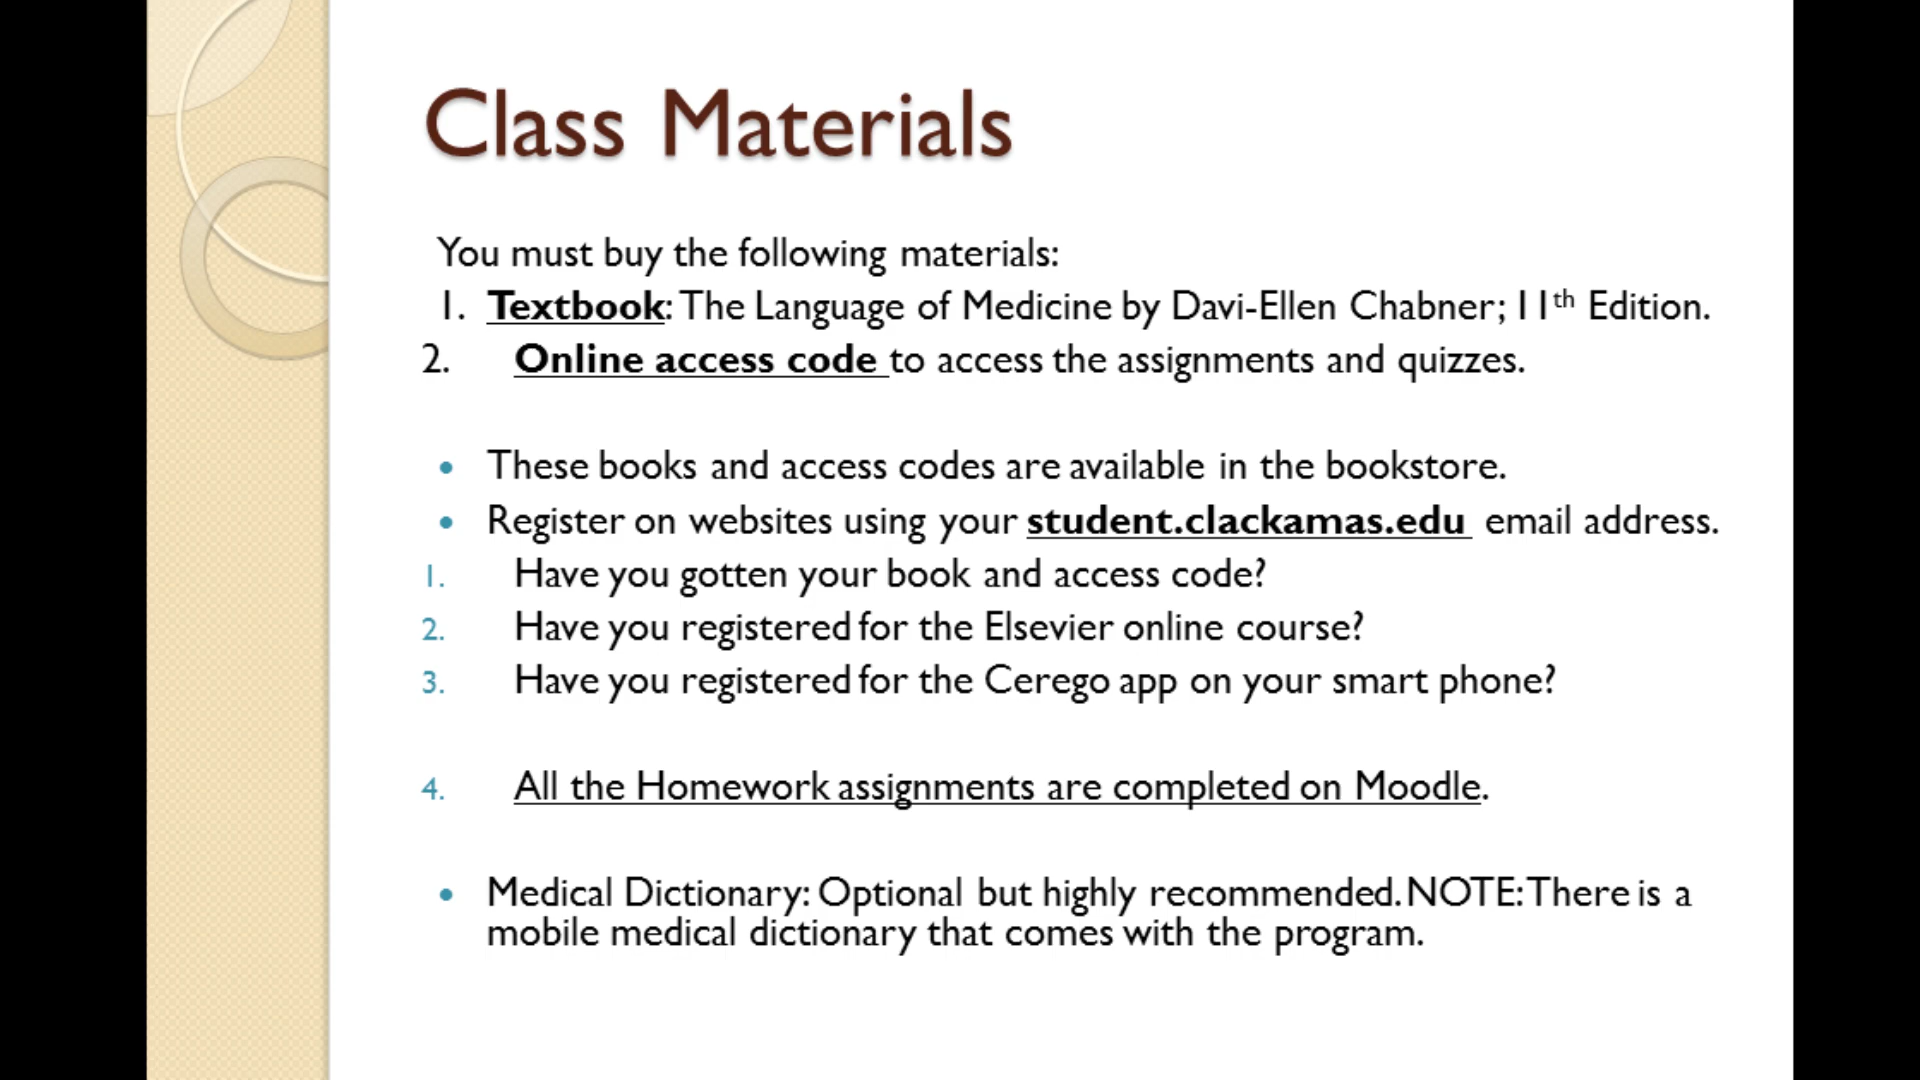 Class Materials
You must buy the following materials:
1. Textbook: The Language of Medicine by Davi-Ellen Chabner; 11th Edition.
2. Online access code to access the assignments and quizzes.
• These books and access codes are available in the bookstore.
• Register on websites using your student.clackamas.edu email address.
1. Have you gotten your book and access code?
2. Have you registered for the Elsevier online course?
3. Have you registered for the Cerego app on your smart phone?
4. All the Homework assignments are completed on Moodle.
• Medical Dictionary: Optional but highly recommended. NOTE: There is a
mobile medical dictionary that comes with the program.